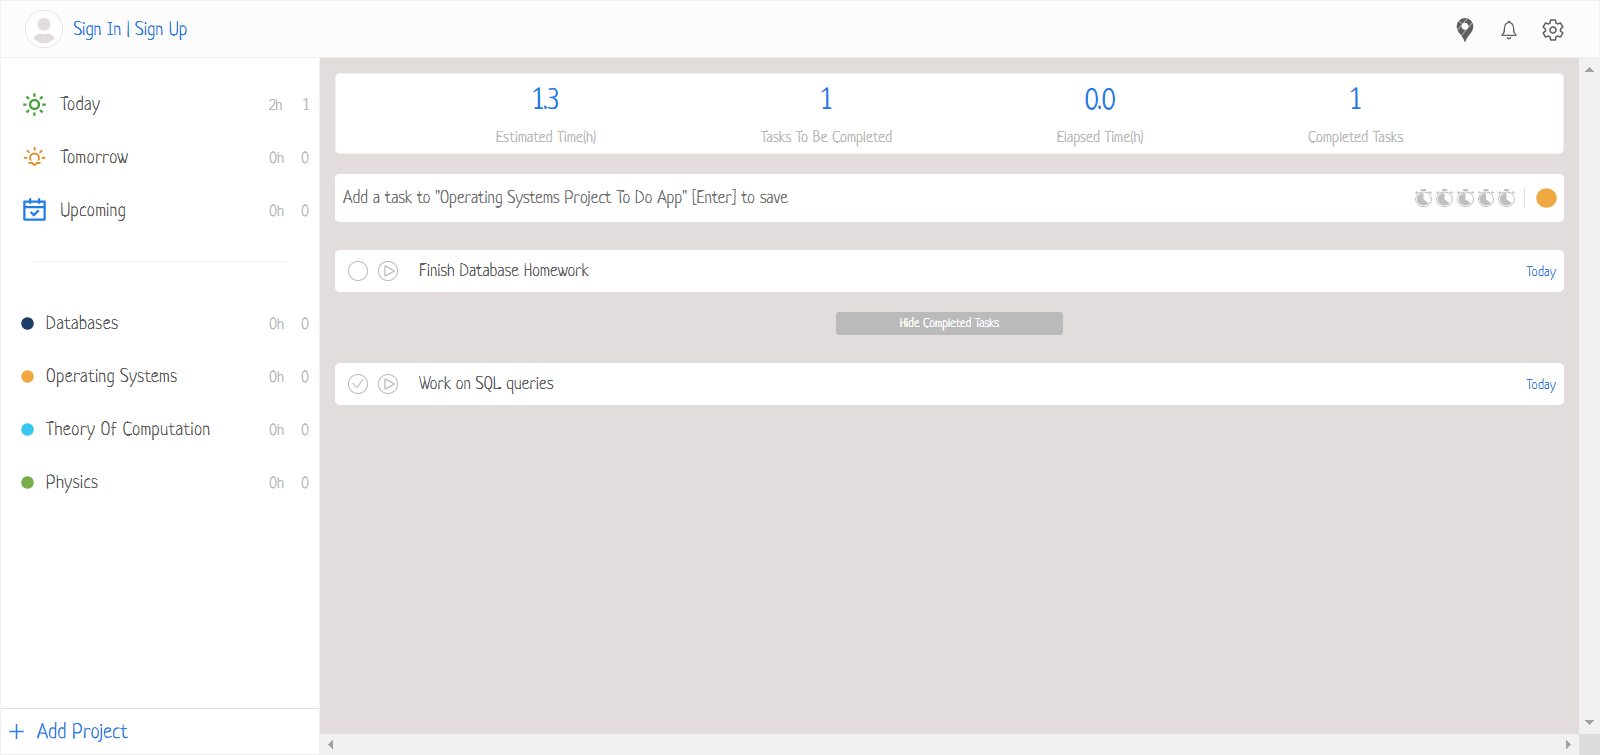 Sign In | Sign Up
Today 2h 1
Tomorrow 0h 0
Upcoming 0h 0
Databases 0h 0
Operating Systems 0h 0
Theory Of Computation 0h 0
Physics 0h 0
+ Add Project
1.3 1 0.0 1
Estimated Time(h) Tasks To Be Completed Elapsed Time(h) Completed Tasks
Add a task to "Operating Systems Project To Do App" [Enter] to save
Finish Database Homework Today
Hide Completed Tasks
Work on SQL queries Today